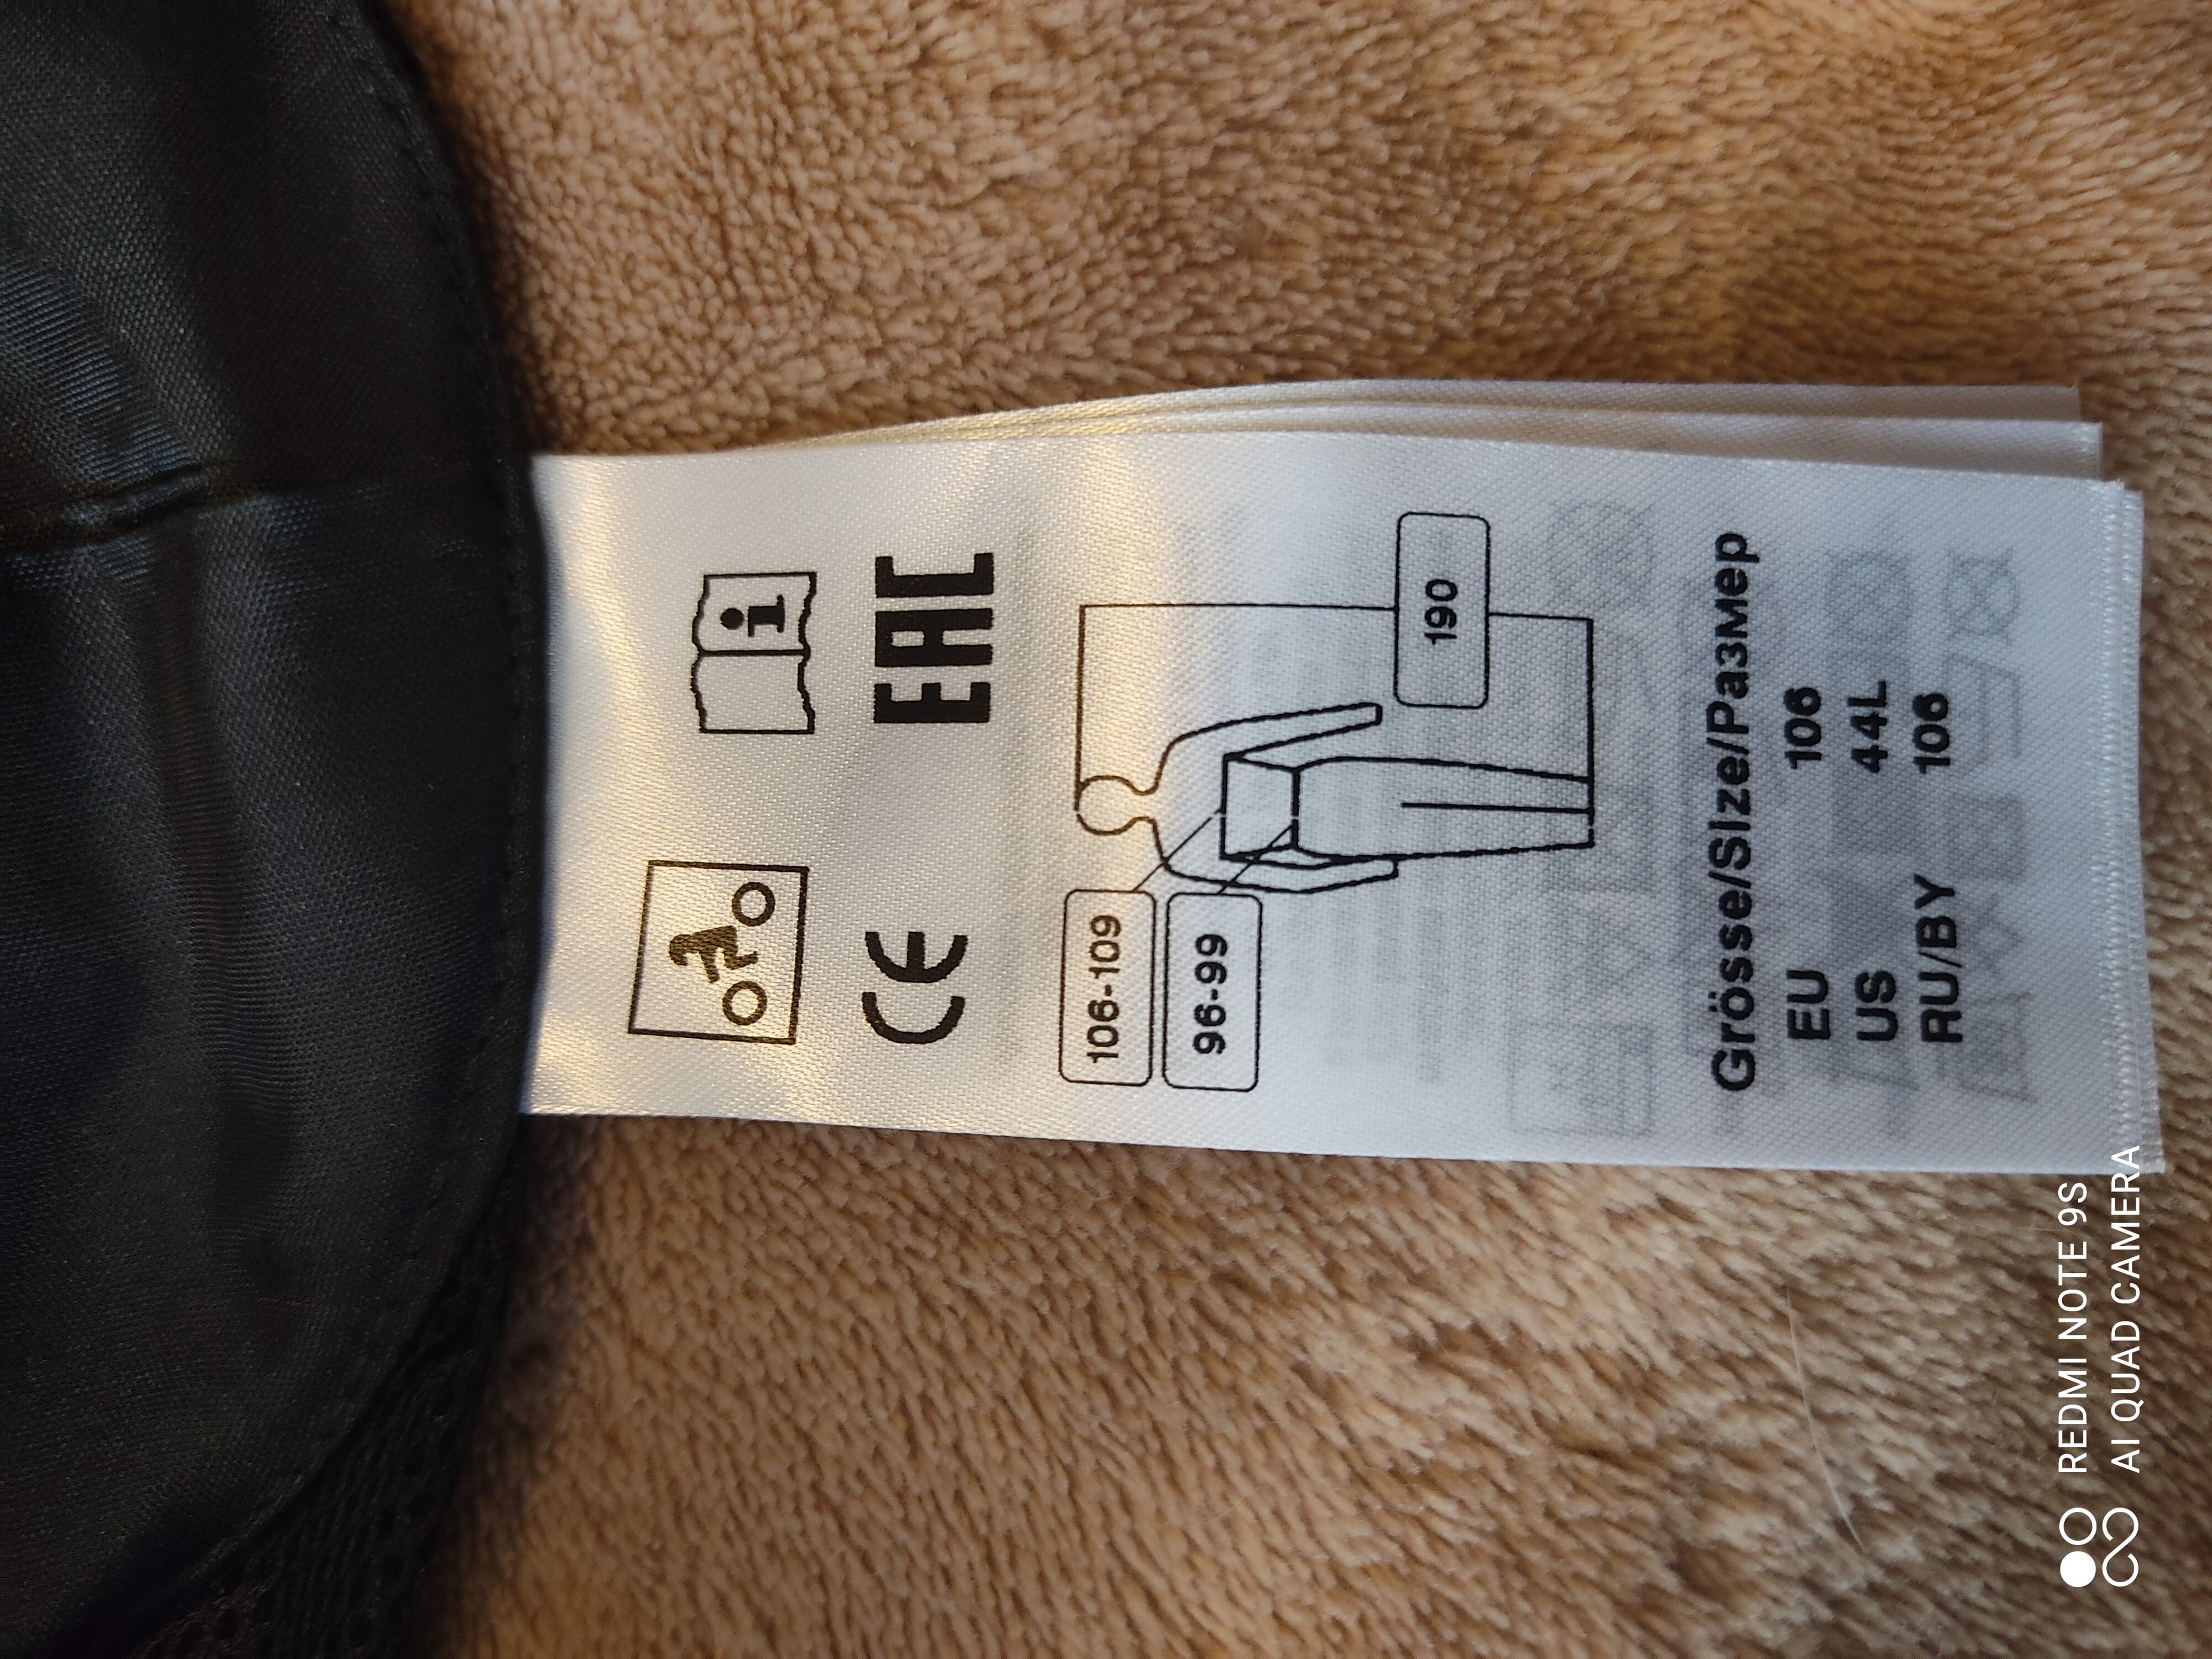 i
CE EAC
106-109
96-99
190
Grösse/Size/Размер
EU 106
US 44L
RU/BY 106
REDMI NOTE 9S
AI QUAD CAMERA